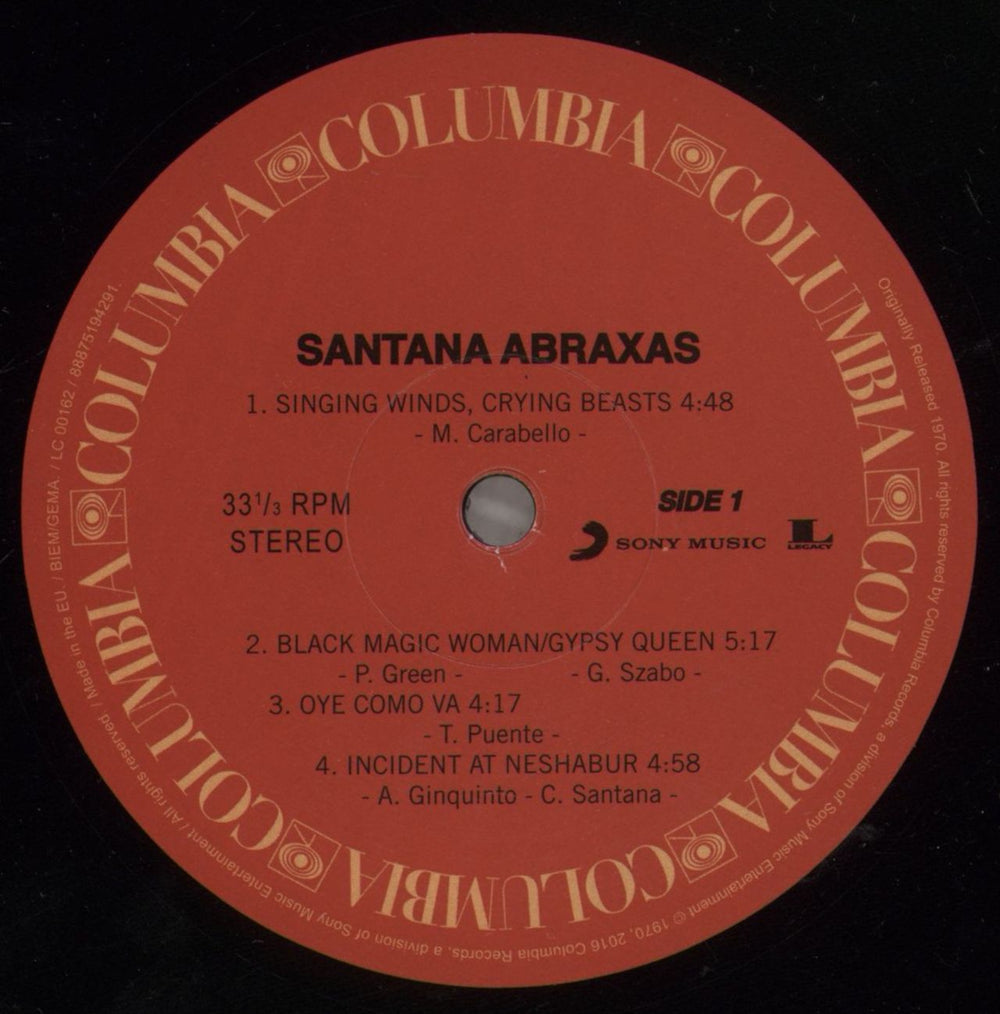 COLUMBIA
COLUMBIA
COLUMBIA
COLUMBIA
COLUMBIA
COLUMBIA
SANTANA ABRAXAS
1. SINGING WINDS, CRYING BEASTS 4:48
- M. Carabello -
33⅓ RPM
STEREO
SIDE 1
SONY MUSIC
L
LEGACY
2. BLACK MAGIC WOMAN/GYPSY QUEEN 5:17
- P. Green - - G. Szabo -
3. OYE COMO VA 4:17
- T. Puente -
4. INCIDENT AT NESHABUR 4:58
- A. Ginquinto - C. Santana -
Originally Released 1970. All rights reserved by Columbia Records, a division of Sony Music Entertainment © 1970, 2016 Columbia Records, a division of Sony Music Entertainment / All rights reserved / Made in the EU. / BIEM/GEMA. / LC 00162 / 88875194291.